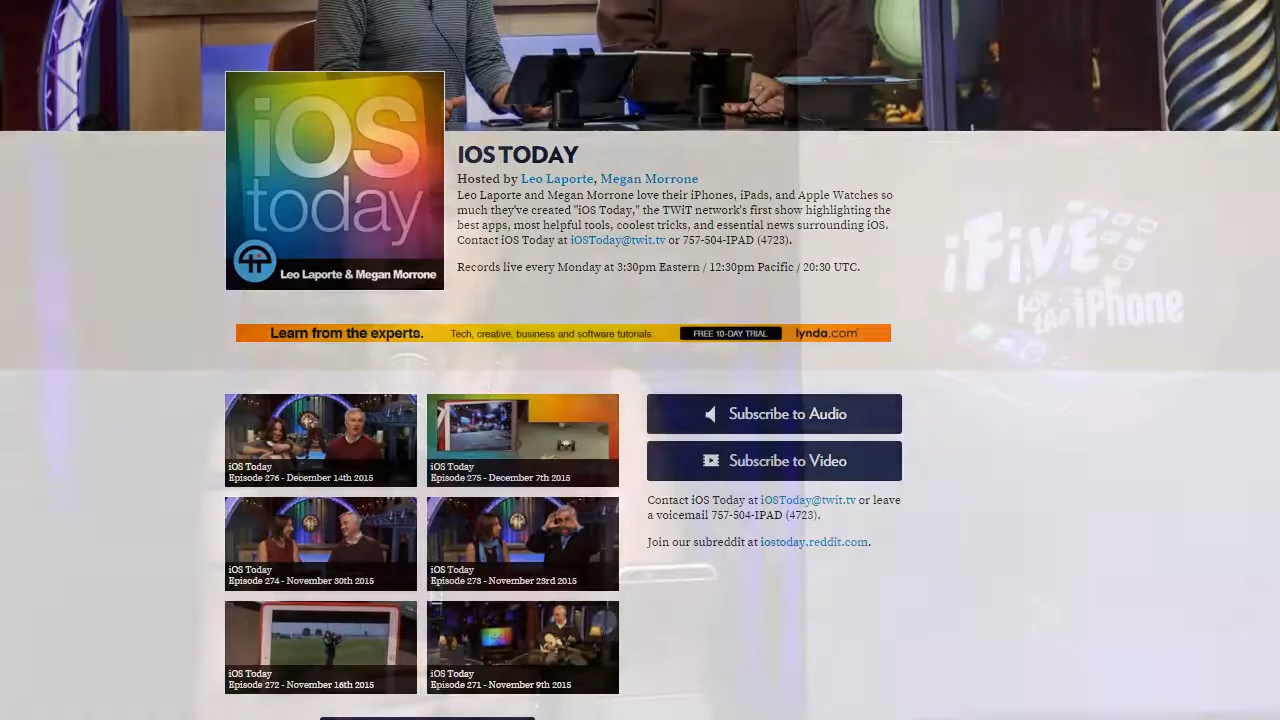 iOS
today
Leo Laporte & Megan Morrone
IOS TODAY
Hosted by Leo Laporte, Megan Morrone
Leo Laporte and Megan Morrone love their iPhones, iPads, and Apple Watches so
much they've created "iOS Today," the TWiT network's first show highlighting the
best apps, most helpful tools, coolest tricks, and essential news surrounding iOS.
Contact iOS Today at iOSToday@twit.tv or 757-504-IPAD (4723).
Records live every Monday at 3:30pm Eastern / 12:30pm Pacific / 20:30 UTC.
iFIVE
for
the iPhone
Learn from the experts. Tech, creative, business and software tutorials. FREE 10-DAY TRIAL lynda.com
iOS Today
Episode 276 - December 14th 2015
iOS Today
Episode 275 - December 7th 2015
iOS Today
Episode 274 - November 30th 2015
iOS Today
Episode 273 - November 23rd 2015
iOS Today
Episode 272 - November 16th 2015
iOS Today
Episode 271 - November 9th 2015
Subscribe to Audio
Subscribe to Video
Contact iOS Today at iOSToday@twit.tv or leave
a voicemail 757-504-IPAD (4723).
Join our subreddit at iostoday.reddit.com.